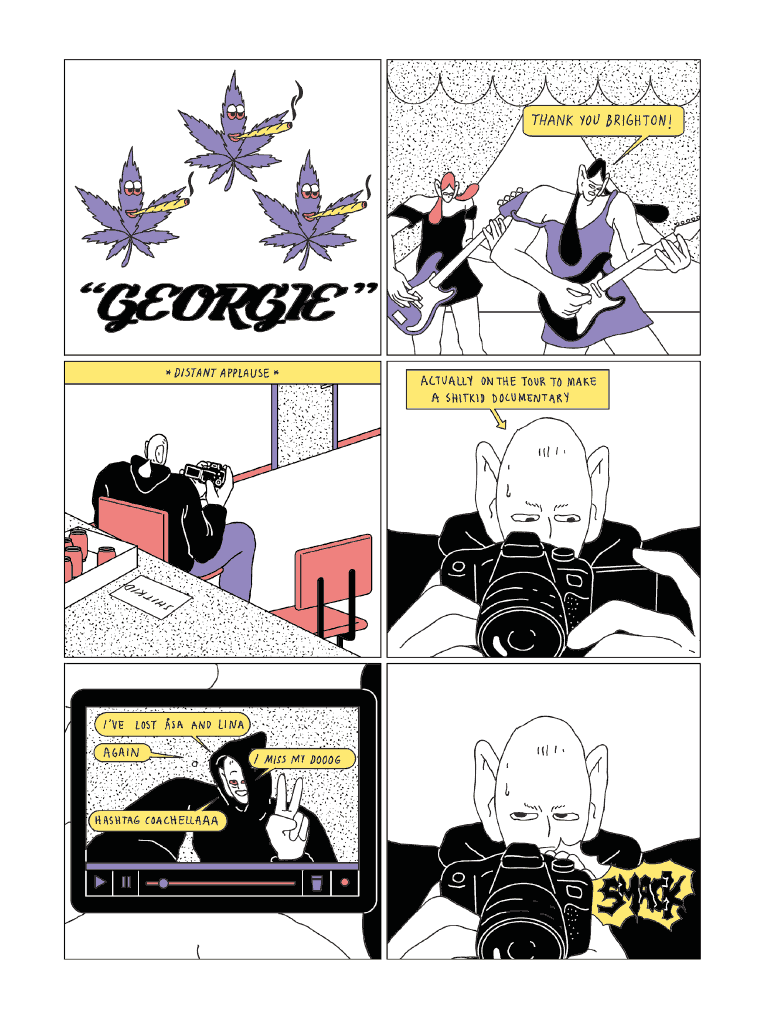 "GEORGIE"
THANK YOU BRIGHTON!
* DISTANT APPLAUSE *
SHITKID
ACTUALLY ON THE TOUR TO MAKE
A SHITKID DOCUMENTARY
I'VE LOST ÅSA AND LINA
AGAIN
I MISS MY DOOOG
HASHTAG COACHELLAAA
SMACK